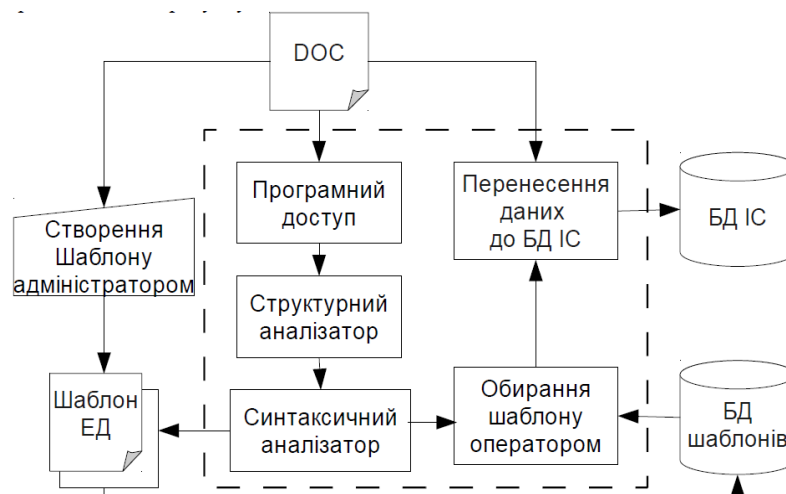 DOC
Програмний
доступ
Перенесення
даних
до БД ІС
БД ІС
Створення
Шаблону
адміністратором
Структурний
аналізатор
Шаблон
ЕД
Синтаксичний
аналізатор
Обирання
шаблону
оператором
БД
шаблонів